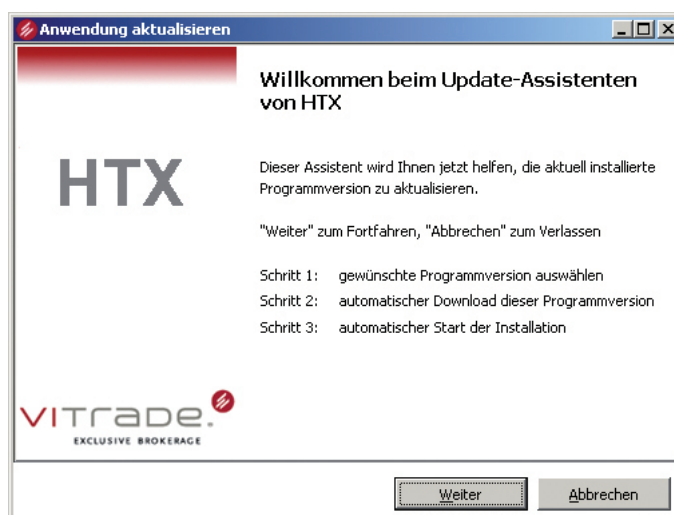 Anwendung aktualisieren
Willkommen beim Update-Assistenten
von HTX
HTX
Dieser Assistent wird Ihnen jetzt helfen, die aktuell installierte
Programmversion zu aktualisieren.
"Weiter" zum Fortfahren, "Abbrechen" zum Verlassen
Schritt 1: gewünschte Programmversion auswählen
Schritt 2: automatischer Download dieser Programmversion
Schritt 3: automatischer Start der Installation
VITraDe.
EXCLUSIVE BROKERAGE
Weiter Abbrechen